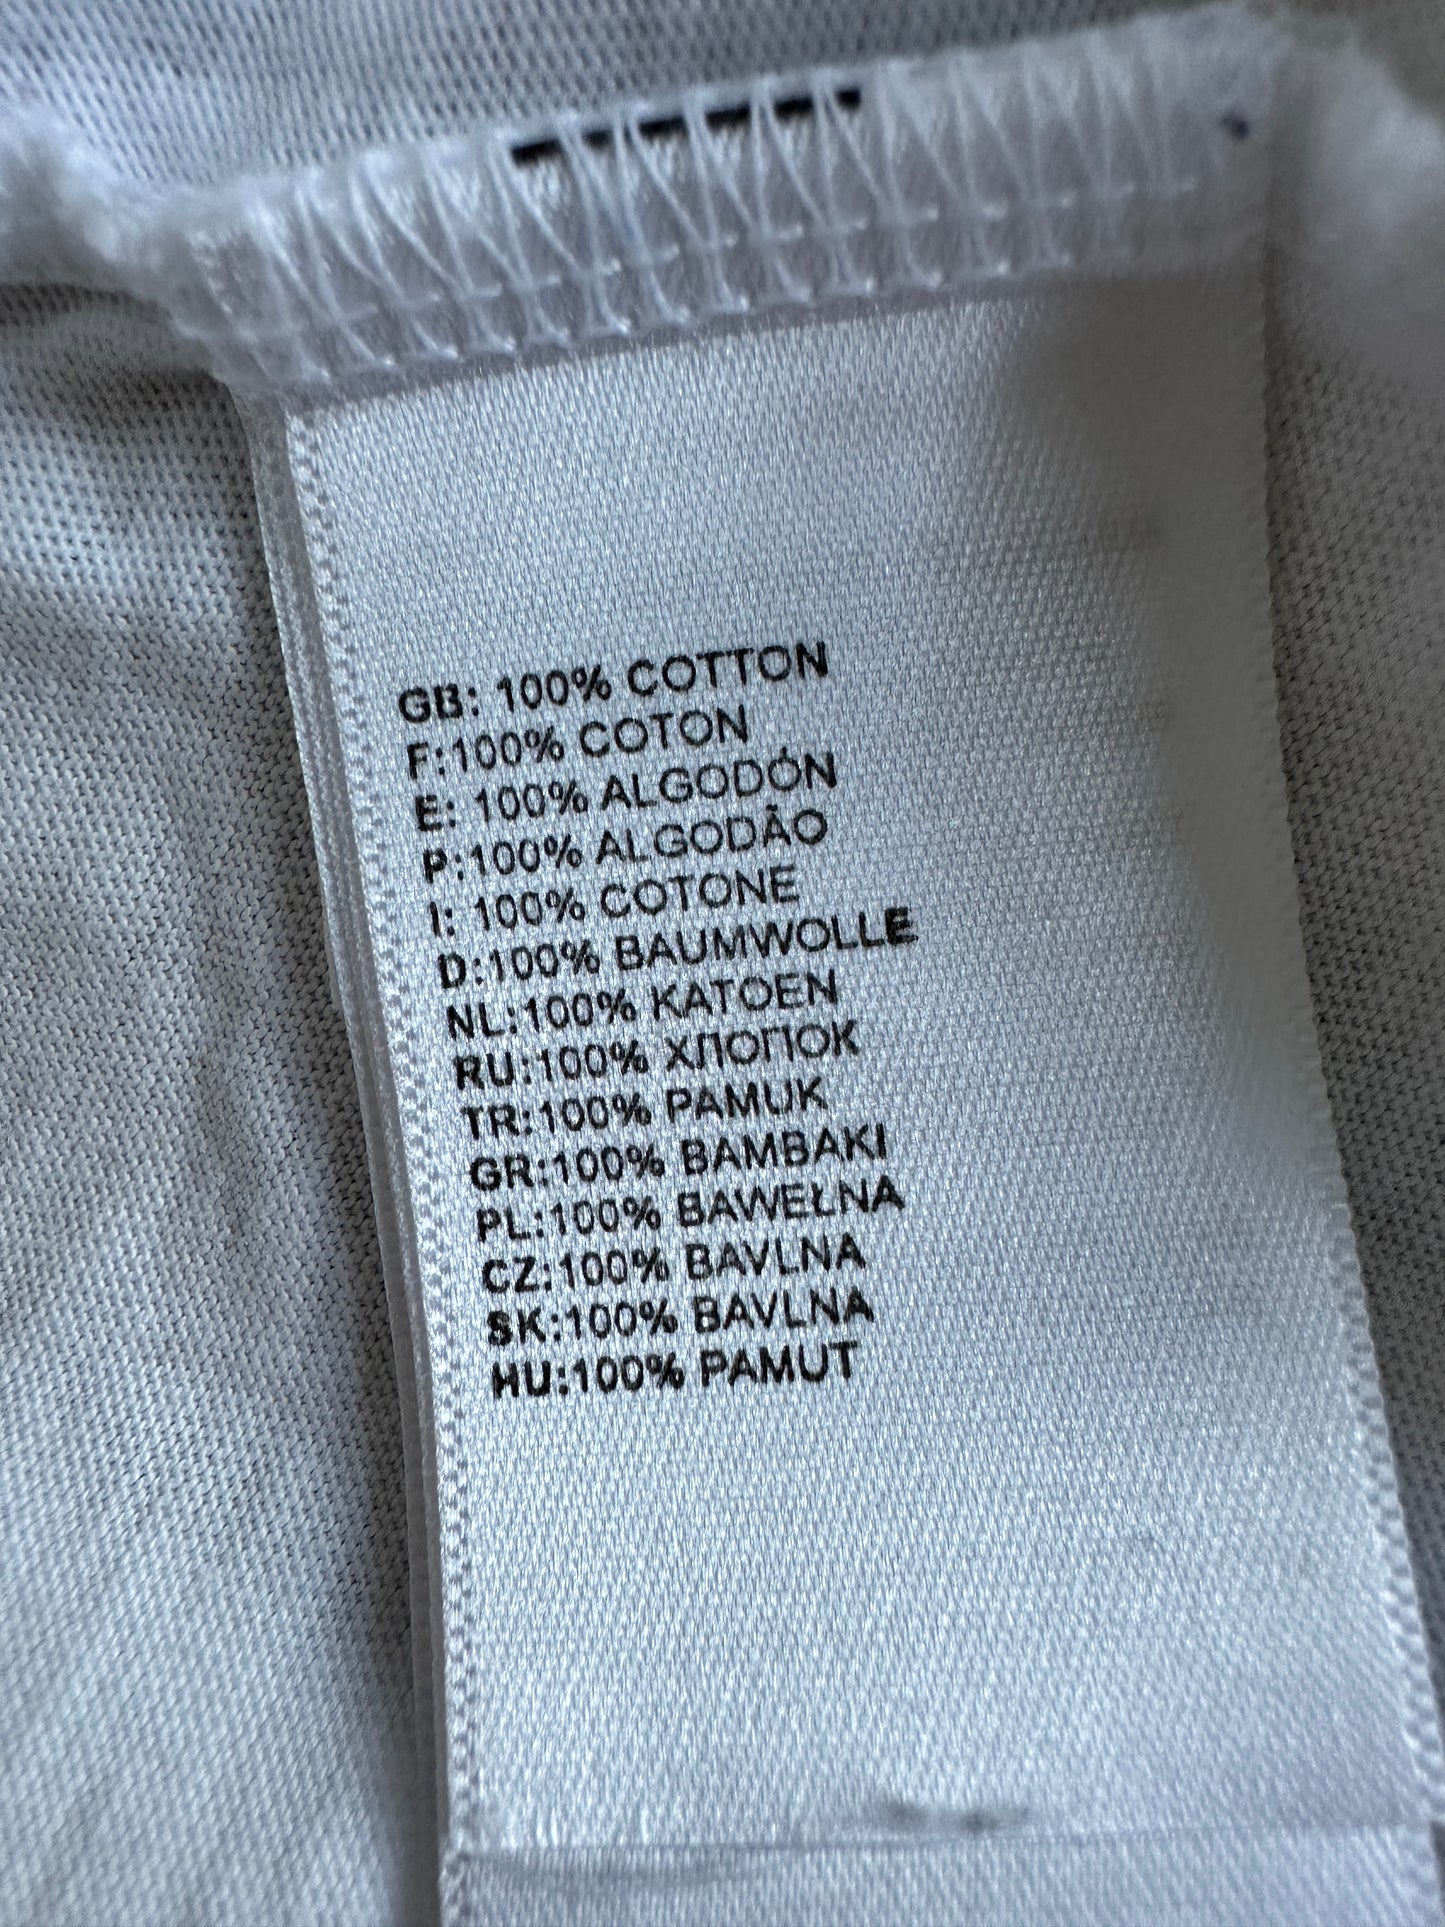 GB: 100% COTTON
F:100% COTON
E: 100% ALGODÓN
P:100% ALGODÃO
I: 100% COTONE
D:100% BAUMWOLLE
NL:100% KATOEN
RU:100% ХЛОПОК
TR:100% PAMUK
GR:100% BAMBAKI
PL:100% BAWEŁNA
CZ:100% BAVLNA
SK:100% BAVLNA
HU:100% PAMUT